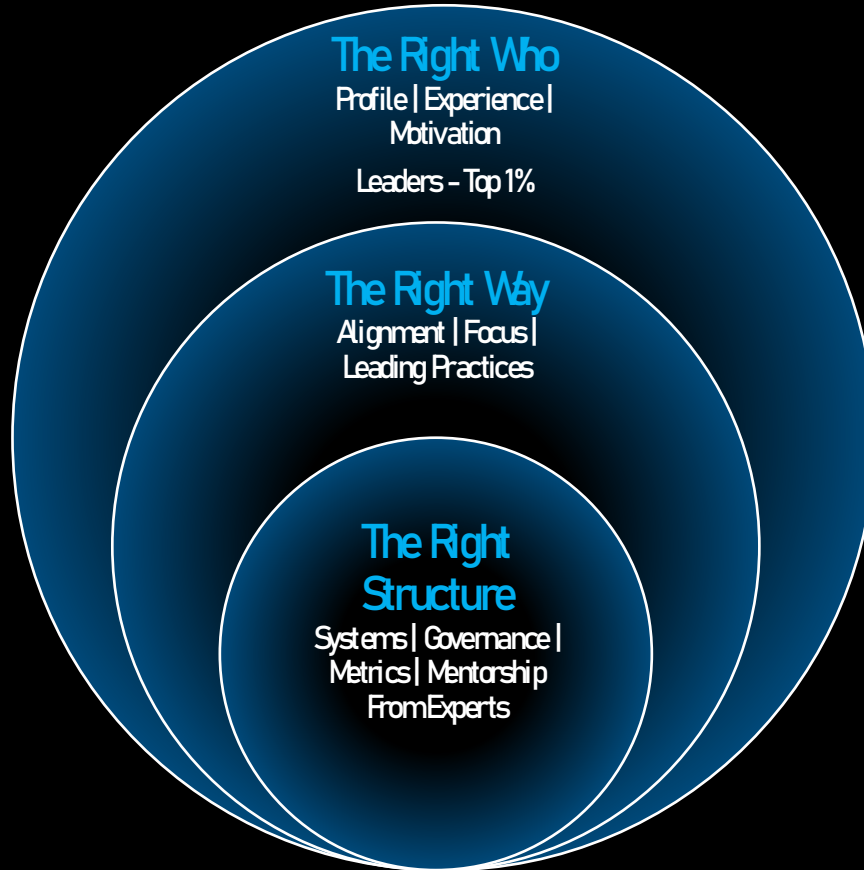 The Right Who
Profile | Experience |
Motivation
Leaders - Top 1%
The Right Way
Alignment | Focus |
Leading Practices
The Right
Structure
Systems | Governance |
Metrics | Mentorship
From Experts